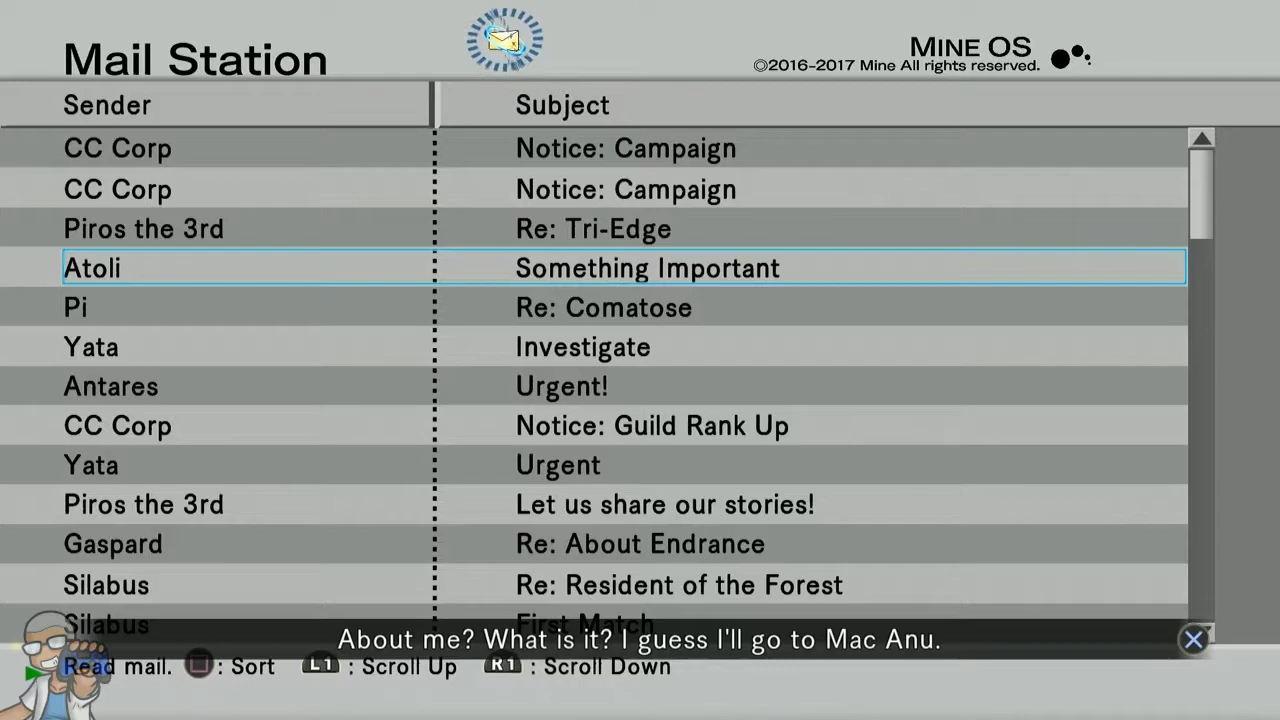 Mail Station
MINE OS
©2016-2017 Mine All rights reserved.
Sender Subject
CC Corp Notice: Campaign
CC Corp Notice: Campaign
Piros the 3rd Re: Tri-Edge
Atoli Something Important
Pi Re: Comatose
Yata Investigate
Antares Urgent!
CC Corp Notice: Guild Rank Up
Yata Urgent
Piros the 3rd Let us share our stories!
Gaspard Re: About Endrance
Silabus Re: Resident of the Forest
Silabus First Match
About me? What is it? I guess I'll go to Mac Anu.
Read mail. : Sort L1 : Scroll Up R1 : Scroll Down